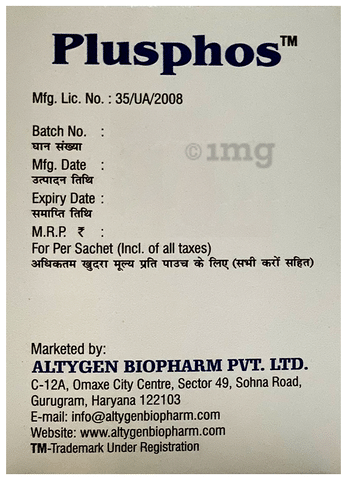 Plusphos™
Mfg. Lic. No. : 35/UA/2008
Batch No. :
घान संख्या
©1mg
Mfg. Date :
उत्पादन तिथि
Expiry Date :
समाप्ति तिथि
M.R.P. ₹ :
For Per Sachet (Incl. of all taxes)
अधिकतम खुदरा मूल्य प्रति पाउच के लिए (सभी करों सहित)
Marketed by:
ALTYGEN BIOPHARM PVT. LTD.
C-12A, Omaxe City Centre, Sector 49, Sohna Road,
Gurugram, Haryana 122103
E-mail: info@altygenbiopharm.com
Website: www.altygenbiopharm.com
TM-Trademark Under Registration